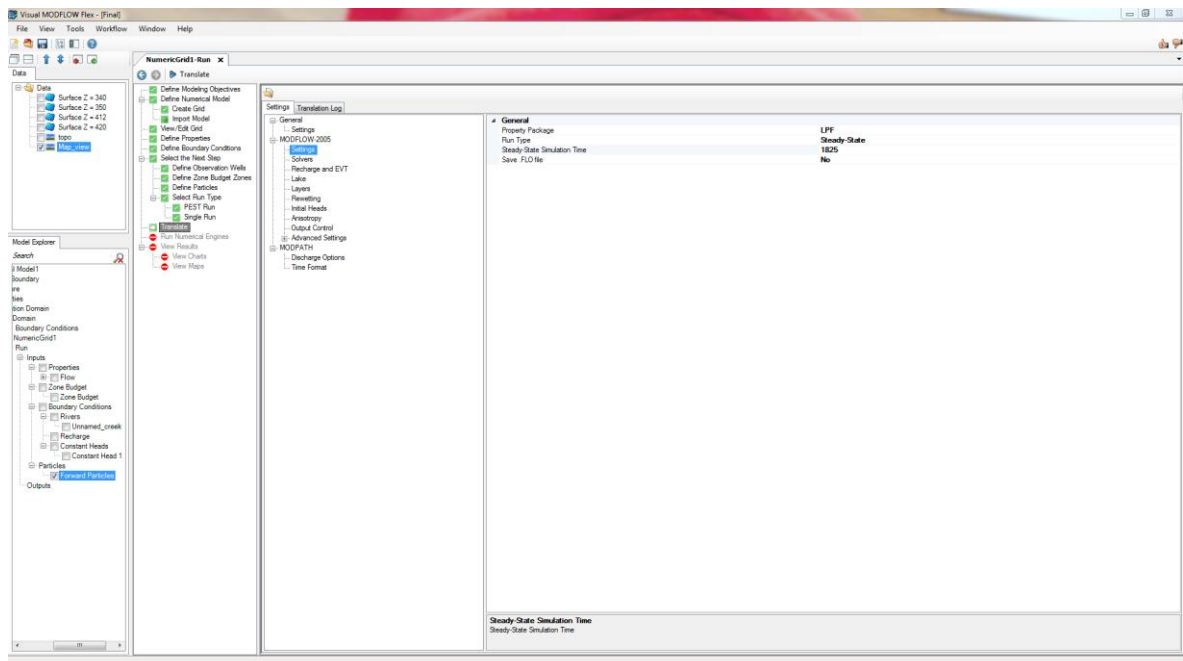 Visual MODFLOW Flex - [Final]
File View Tools Workflow Window Help
Data
Data
Surface Z = 340
Surface Z = 350
Surface Z = 412
Surface Z = 420
topo
Map_view
Model Explorer
Search
l Model1
Boundary
ure
ties
tion Domain
Domain
Boundary Conditions
NumericGrid1
Run
Inputs
Properties
Flow
Zone Budget
Zone Budget
Boundary Conditions
Rivers
Unnamed_creek
Recharge
Constant Heads
Constant Head 1
Particles
Forward Particles
Outputs
NumericGrid1-Run x
Translate
Define Modeling Objectives
Define Numerical Model
Create Grid
Import Model
View/Edit Grid
Define Properties
Define Boundary Conditions
Select the Next Step
Define Observation Wells
Define Zone Budget Zones
Define Particles
Select Run Type
PEST Run
Single Run
Translate
Run Numerical Engines
View Results
View Charts
View Maps
Settings Translation Log
General
Settings
MODFLOW-2005
Settings
Solvers
Recharge and EVT
Lake
Layers
Rewetting
Initial Heads
Anisotropy
Output Control
Advanced Settings
MODPATH
Discharge Options
Time Format
General
Property Package LPF
Run Type Steady-State
Steady-State Simulation Time 1825
Save .FLO file No
Steady-State Simulation Time
Steady-State Simulation Time